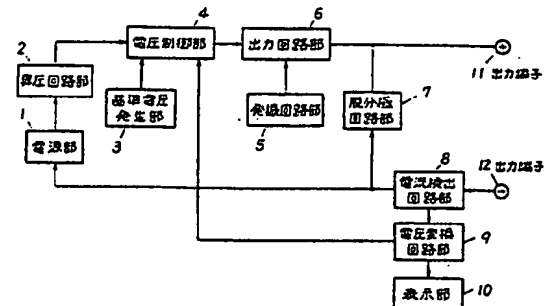 4
電圧制御部
6
出力回路部
2
昇圧回路部
11 出力端子
基準電圧
発生部
3
発振回路部
5
脱分極
回路部
7
1
電源部
8
電流検出
回路部
12 出力端子
電圧変換
回路部
9
表示部
10